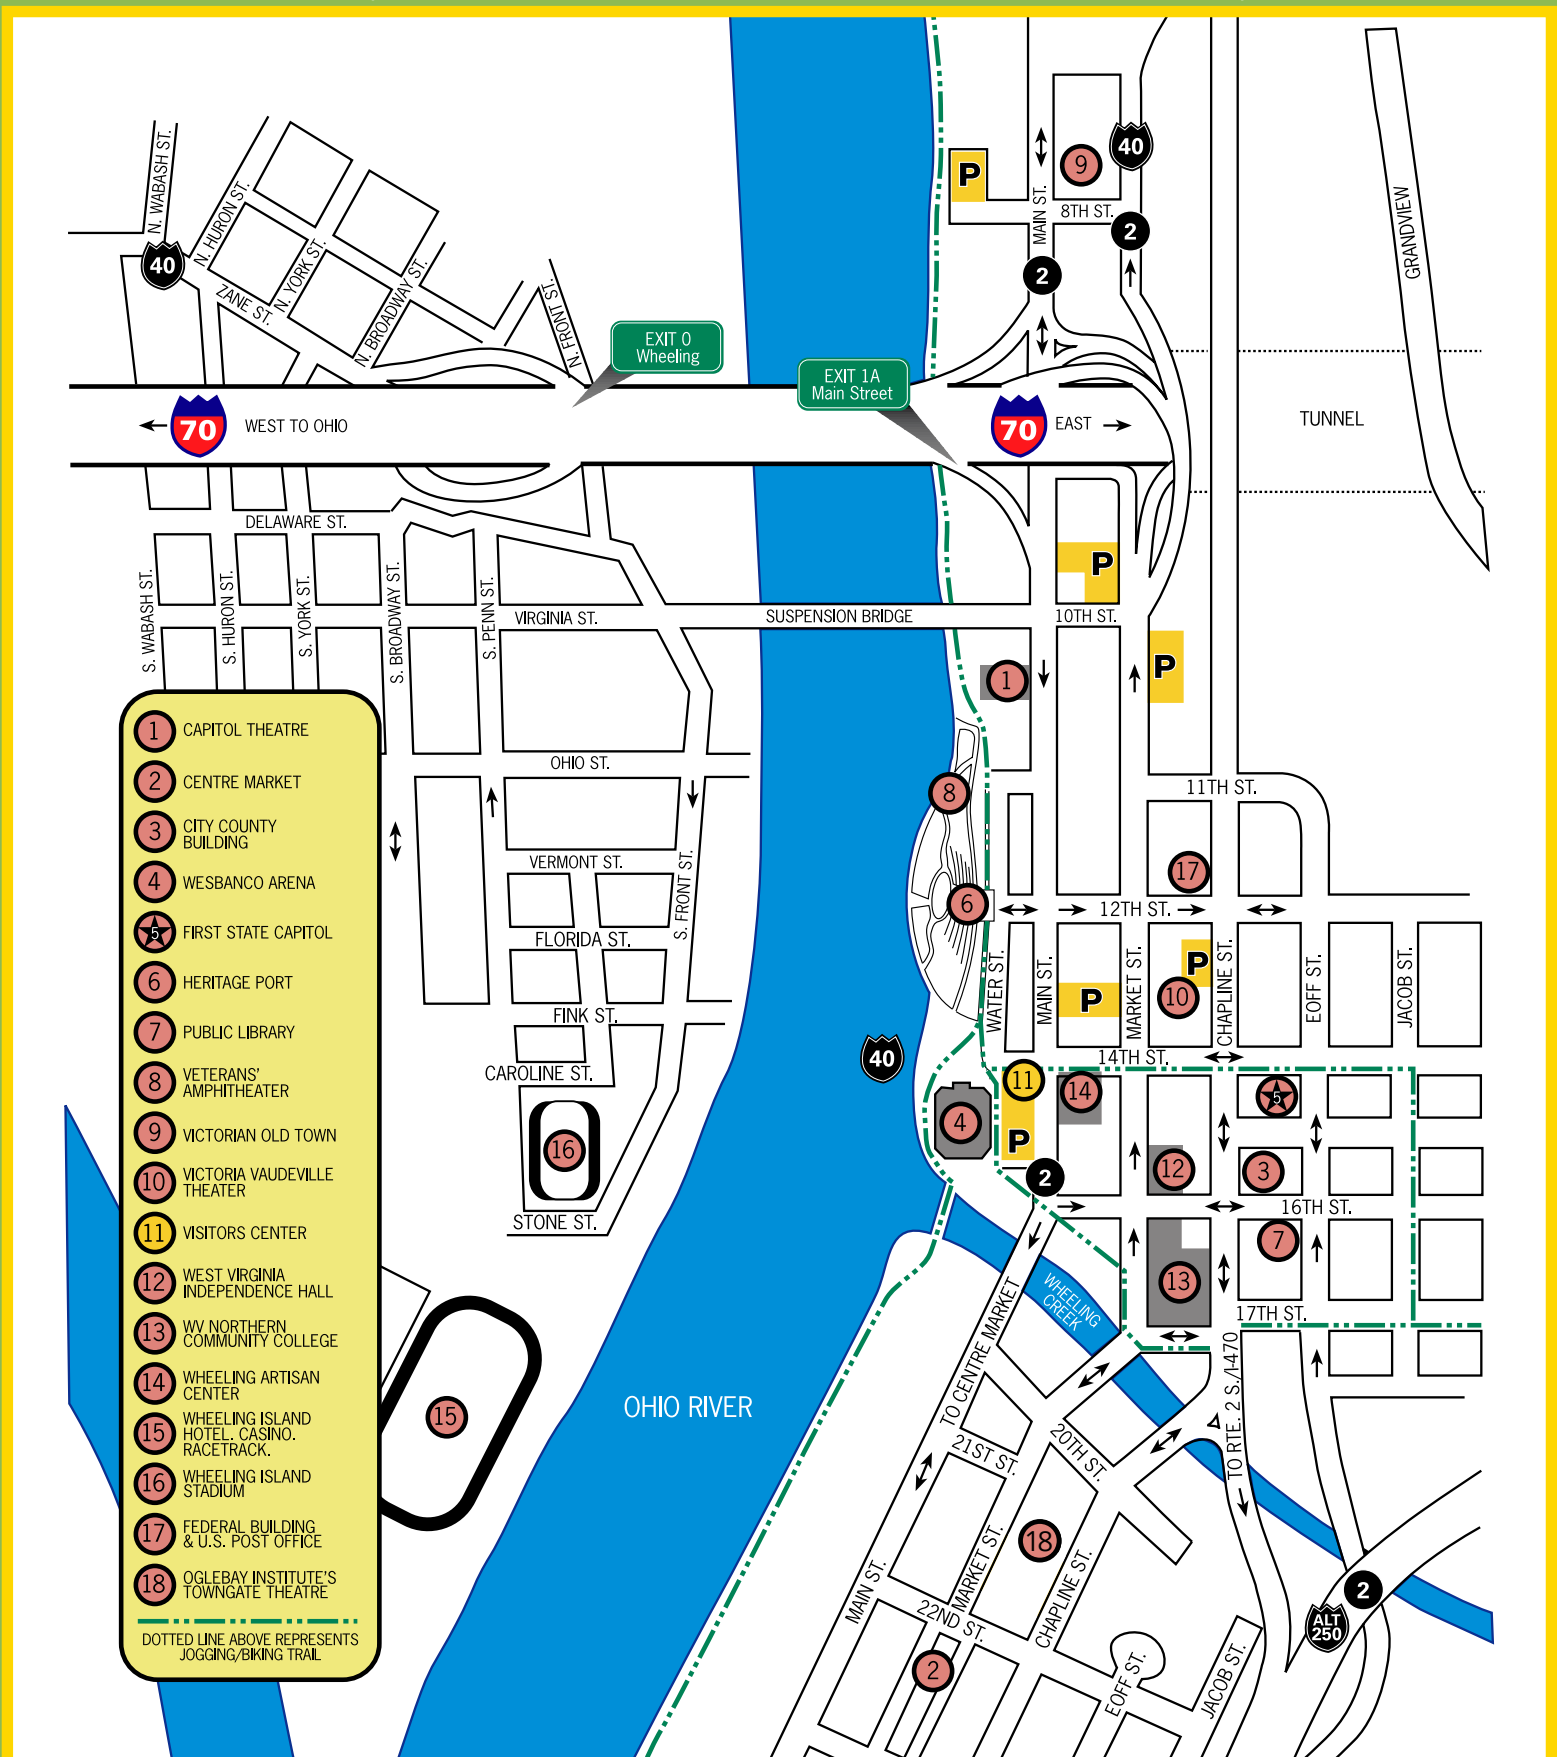 N. WABASH ST.
N. HURON ST.
N. YORK ST.
ZANE ST.
N. BROADWAY ST.
N. FRONT ST.
40
EXIT 0
Wheeling
EXIT 1A
Main Street
P
9
40
MAIN ST.
8TH ST.
2
2
GRANDVIEW
70
WEST TO OHIO
70
EAST
TUNNEL
DELAWARE ST.
S. WABASH ST.
S. HURON ST.
S. YORK ST.
S. BROADWAY ST.
S. PENN ST.
VIRGINIA ST.
SUSPENSION BRIDGE
P
10TH ST.
P
1
OHIO ST.
VERMONT ST.
S. FRONT ST.
FLORIDA ST.
FINK ST.
CAROLINE ST.
16
STONE ST.
15
8
6
11TH ST.
17
12TH ST.
WATER ST.
MAIN ST.
MARKET ST.
CHAPLINE ST.
EOFF ST.
JACOB ST.
P
P
10
40
14TH ST.
11
14
5
4
P
2
12
3
16TH ST.
7
13
17TH ST.
WHEELING
CREEK
TO CENTRE MARKET
TO RTE. 2 S./I-470
OHIO RIVER
20TH ST.
21ST ST.
18
MAIN ST.
MARKET ST.
CHAPLINE ST.
22ND ST.
2
EOFF ST.
JACOB ST.
2
ALT
250
1 CAPITOL THEATRE
2 CENTRE MARKET
3 CITY COUNTY
BUILDING
4 WESBANCO ARENA
5 FIRST STATE CAPITOL
6 HERITAGE PORT
7 PUBLIC LIBRARY
8 VETERANS'
AMPHITHEATER
9 VICTORIAN OLD TOWN
10 VICTORIA VAUDEVILLE
THEATER
11 VISITORS CENTER
12 WEST VIRGINIA
INDEPENDENCE HALL
13 WV NORTHERN
COMMUNITY COLLEGE
14 WHEELING ARTISAN
CENTER
15 WHEELING ISLAND
HOTEL. CASINO.
RACETRACK.
16 WHEELING ISLAND
STADIUM
17 FEDERAL BUILDING
& U.S. POST OFFICE
18 OGLEBAY INSTITUTE'S
TOWNGATE THEATRE
DOTTED LINE ABOVE REPRESENTS
JOGGING/BIKING TRAIL